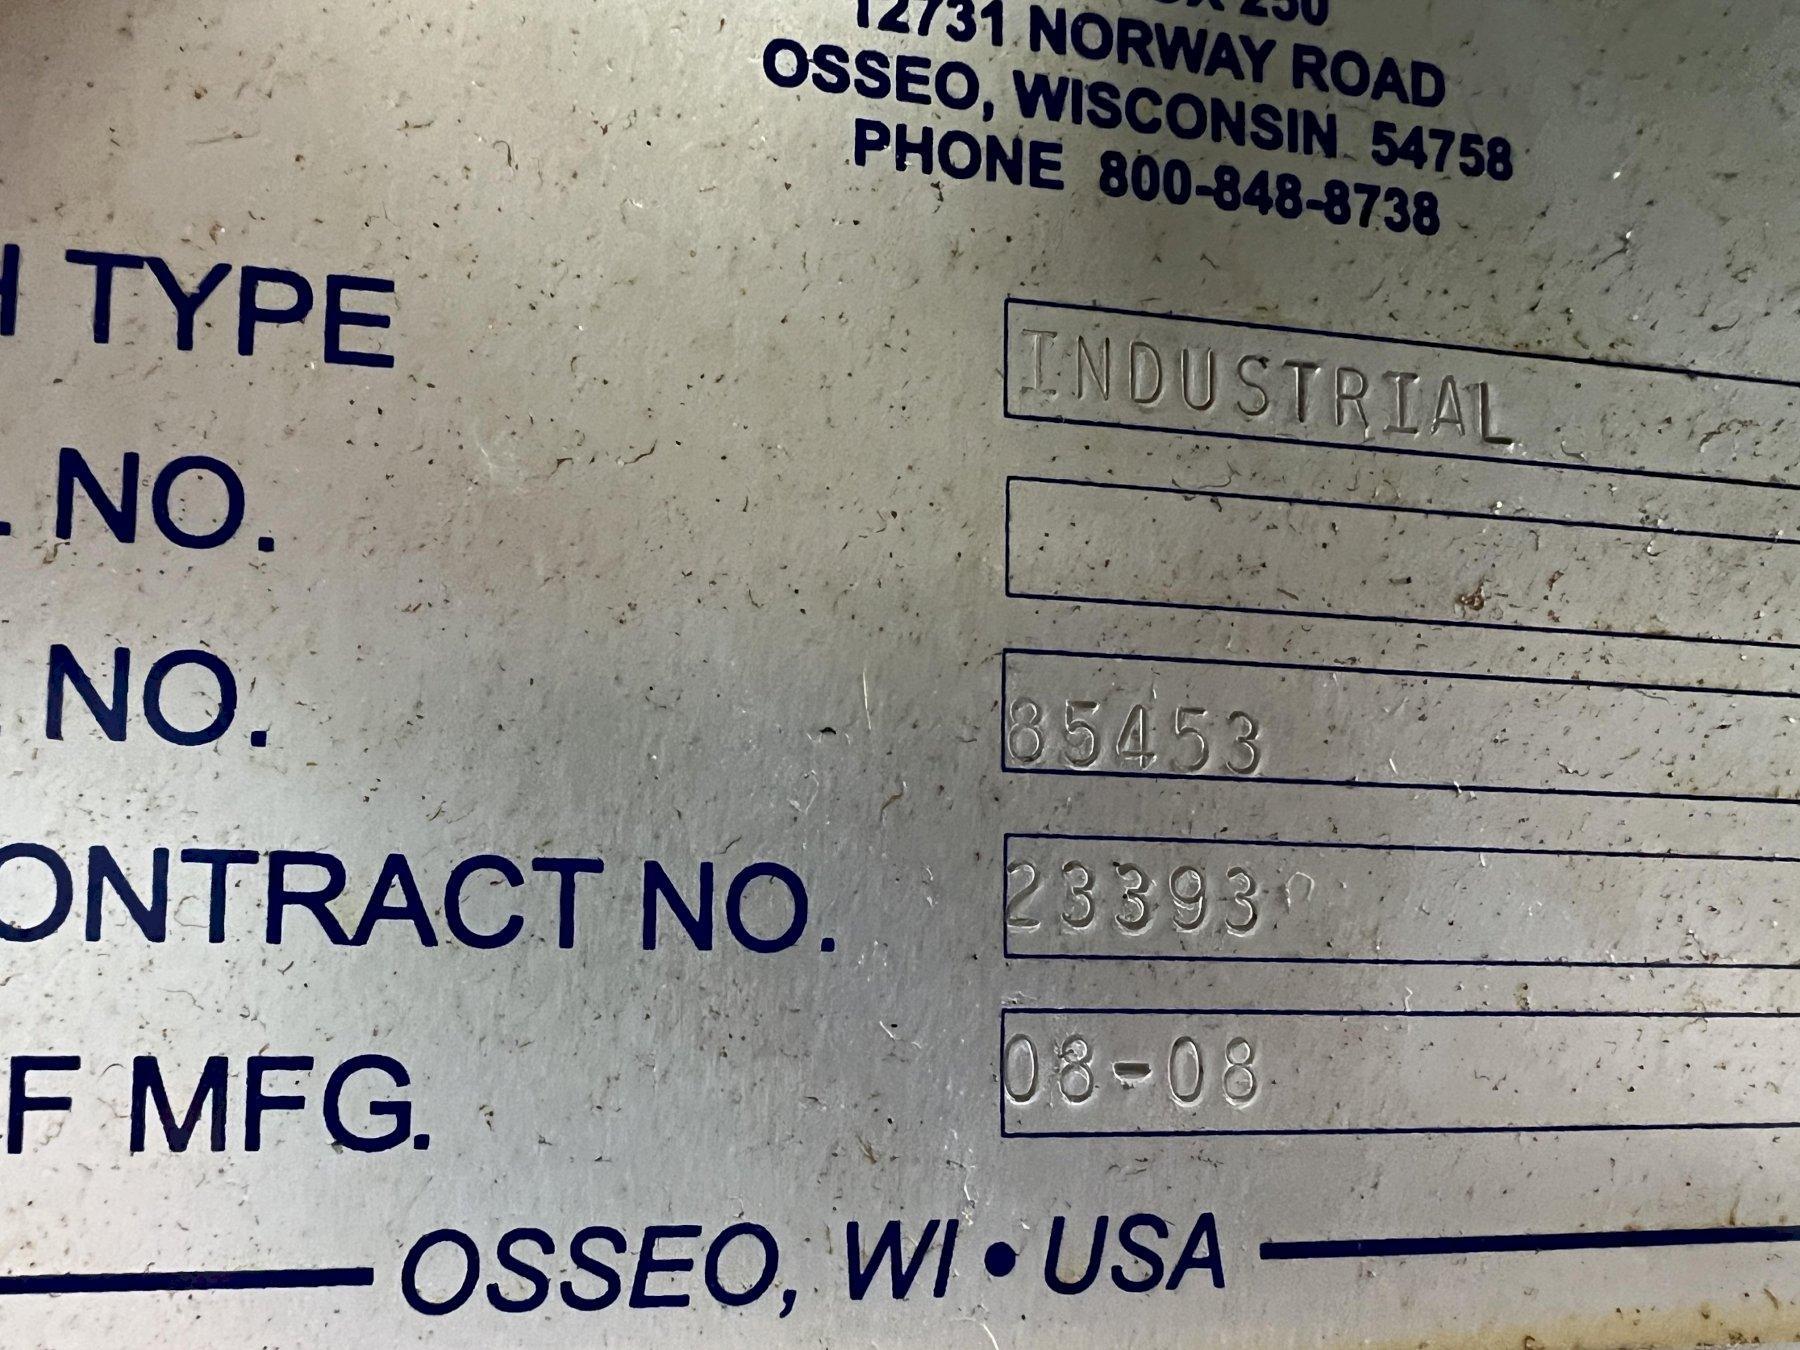 250
12731 NORWAY ROAD
OSSEO, WISCONSIN 54758
PHONE 800-848-8738
TYPE INDUSTRIAL
NO.
NO. 85453
ONTRACT NO. 23393
F MFG. 08-08
OSSEO, WI • USA